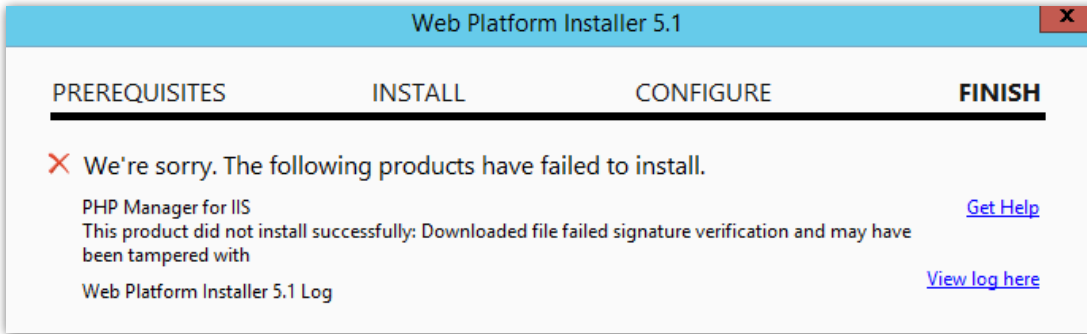 Web Platform Installer 5.1
x
PREREQUISITES INSTALL CONFIGURE FINISH
We're sorry. The following products have failed to install.
PHP Manager for IIS Get Help
This product did not install successfully: Downloaded file failed signature verification and may have
been tampered with
Web Platform Installer 5.1 Log View log here